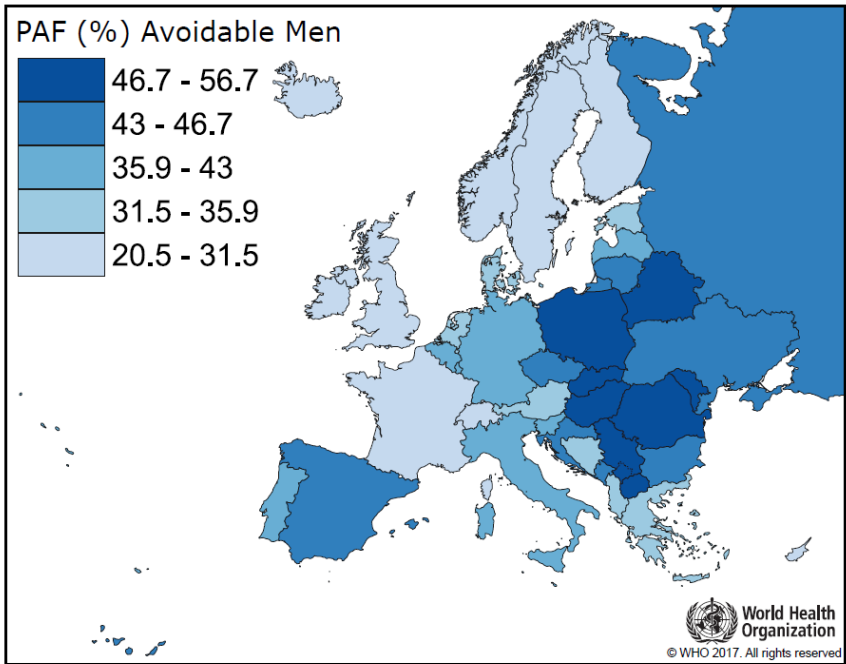 PAF (%) Avoidable Men
46.7 - 56.7
43 - 46.7
35.9 - 43
31.5 - 35.9
20.5 - 31.5
World Health
Organization
© WHO 2017. All rights reserved